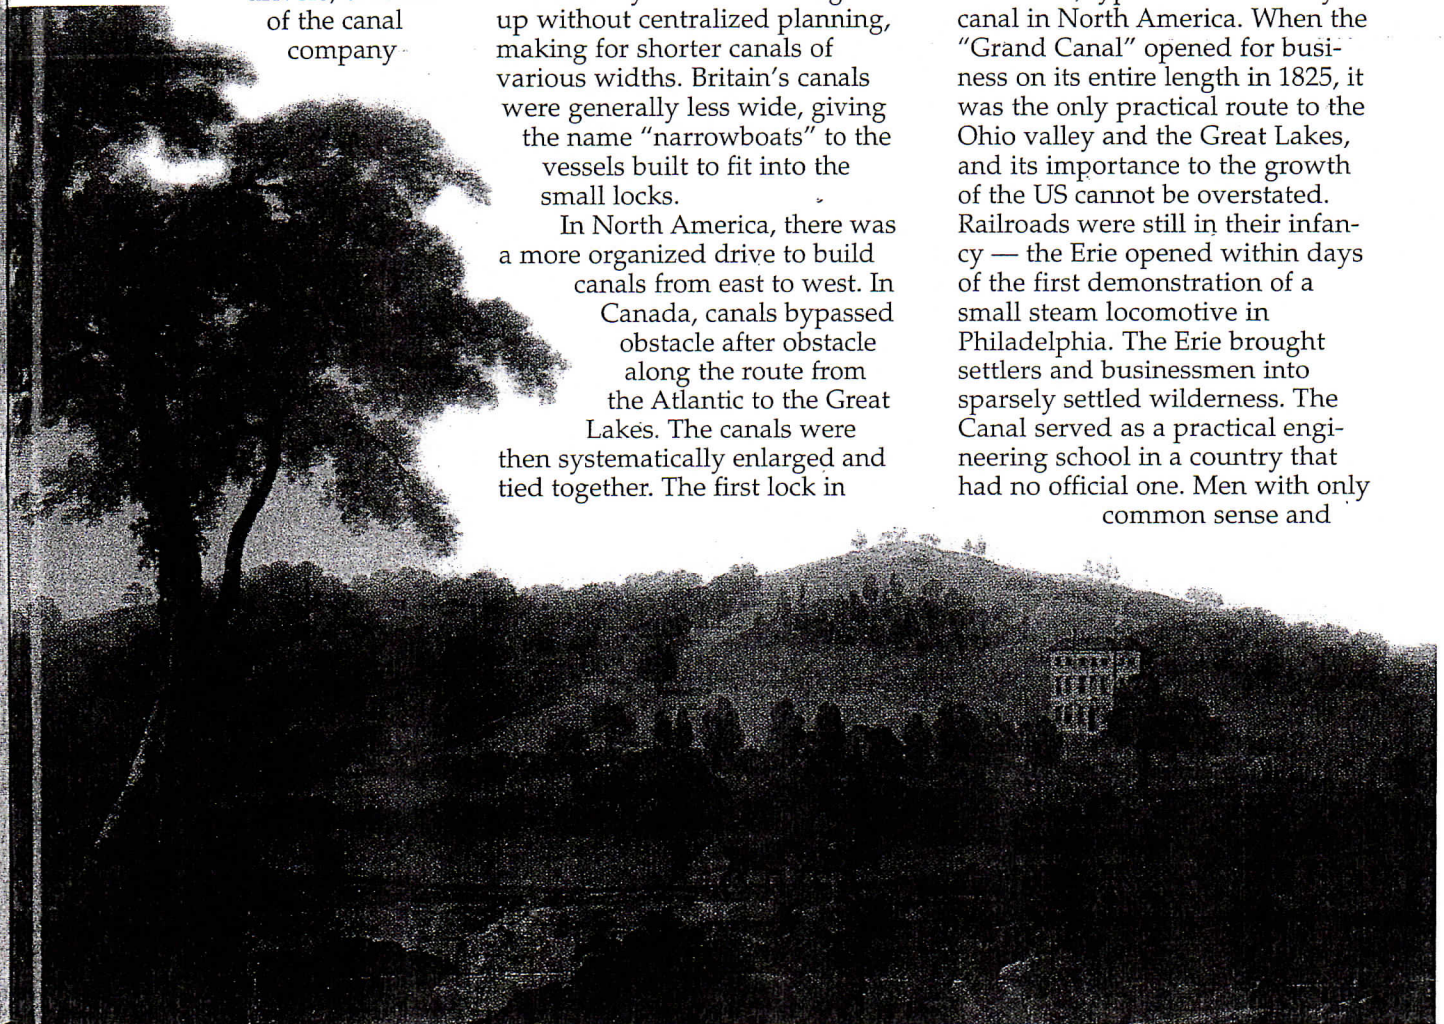 of the canal
company
up without centralized planning,
making for shorter canals of
various widths. Britain's canals
were generally less wide, giving
the name "narrowboats" to the
vessels built to fit into the
small locks.
In North America, there was
a more organized drive to build
canals from east to west. In
Canada, canals bypassed
obstacle after obstacle
along the route from
the Atlantic to the Great
Lakes. The canals were
then systematically enlarged and
tied together. The first lock in
canal in North America. When the
"Grand Canal" opened for busi-
ness on its entire length in 1825, it
was the only practical route to the
Ohio valley and the Great Lakes,
and its importance to the growth
of the US cannot be overstated.
Railroads were still in their infan-
cy — the Erie opened within days
of the first demonstration of a
small steam locomotive in
Philadelphia. The Erie brought
settlers and businessmen into
sparsely settled wilderness. The
Canal served as a practical engi-
neering school in a country that
had no official one. Men with only
common sense and